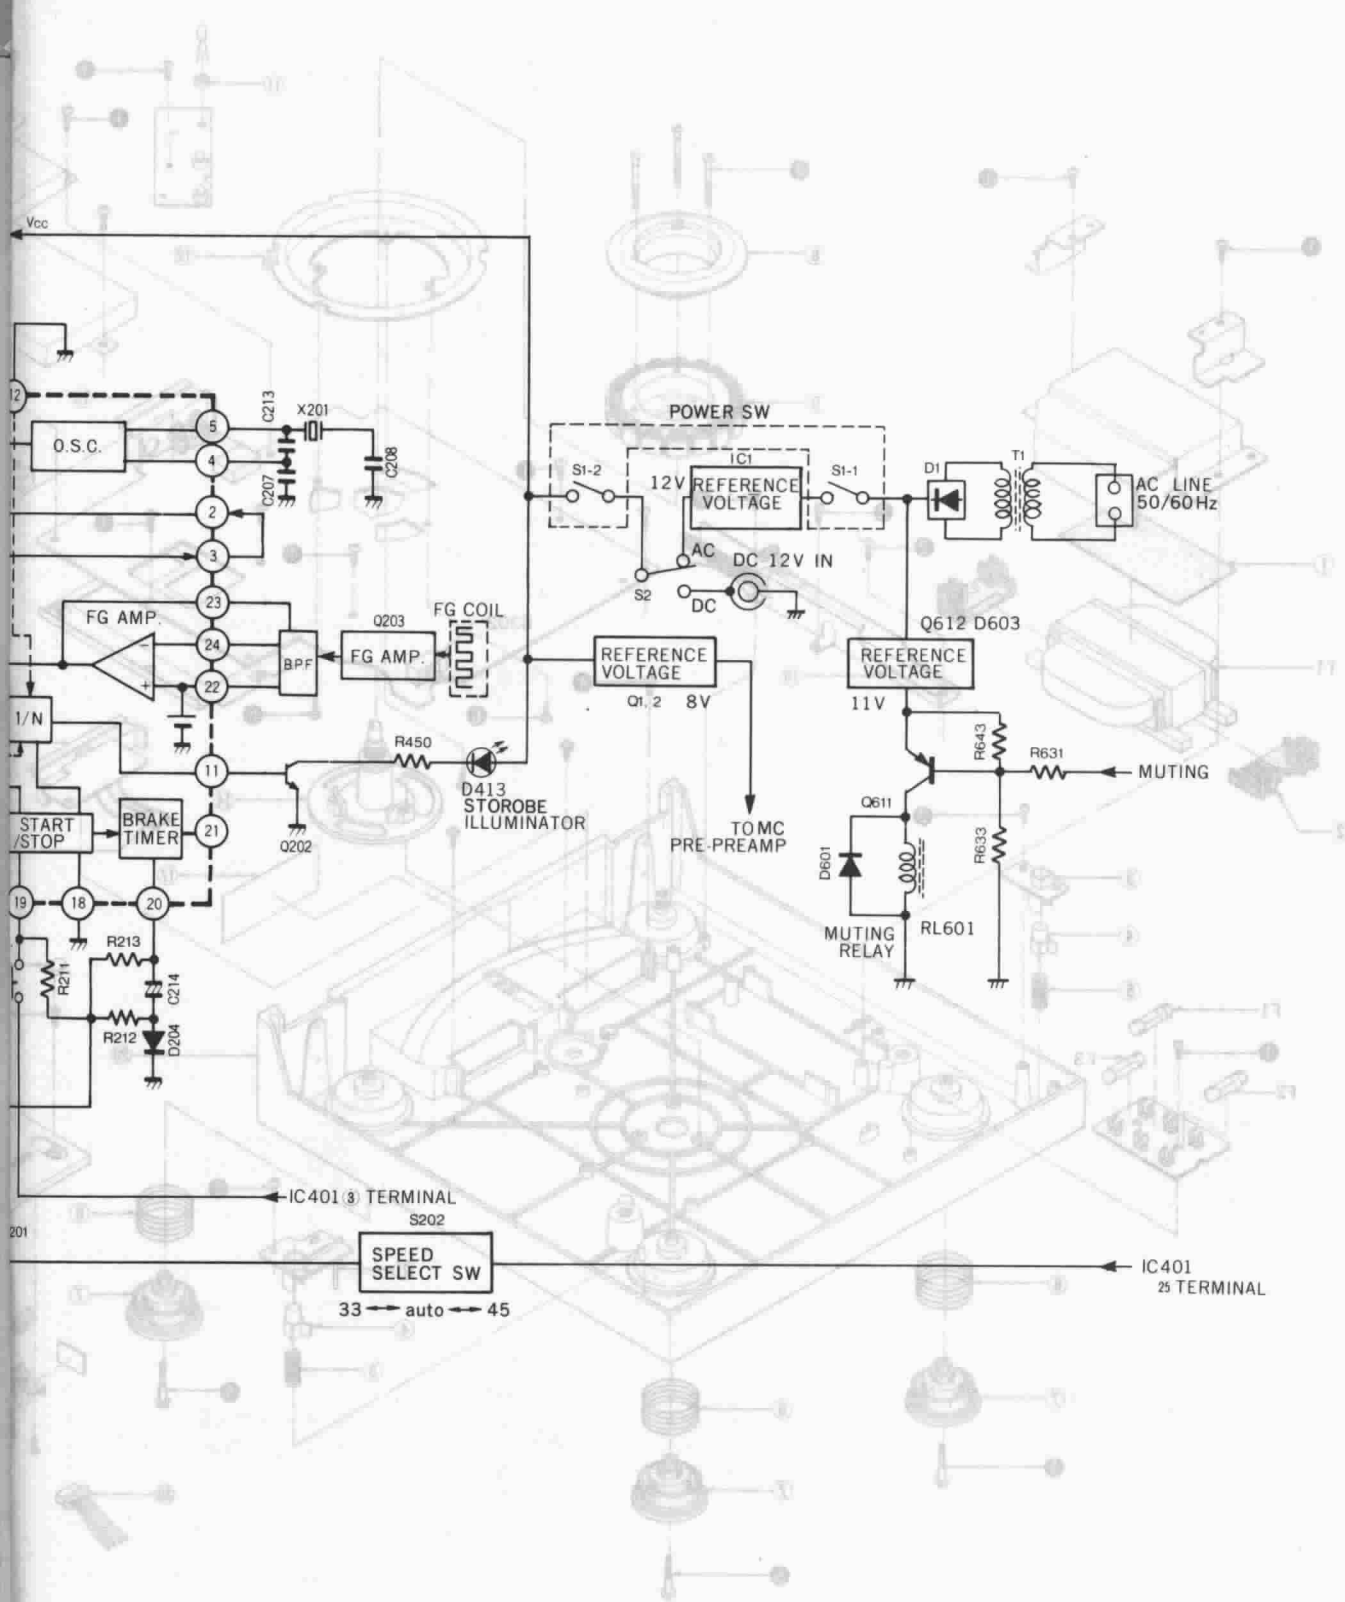 Vcc
12
5
4
2
3
23
24
22
11
21
19
18
20
O.S.C.
C213
X201
C207
C208
FG AMP.
B.P.F
Q203
FG AMP.
FG COIL
1/N
START
/STOP
BRAKE
TIMER
Q202
R450
D413
STOROBE
ILLUMINATOR
R213
R211
C214
R212
D204
POWER SW
S1-2
12V
IC1
REFERENCE
VOLTAGE
S1-1
D1
T1
AC LINE
50/60Hz
AC
DC 12V IN
S2
DC
REFERENCE
VOLTAGE
Q1, 2 8V
TO MC
PRE-PREAMP
Q612 D603
REFERENCE
VOLTAGE
11V
R643
R631
MUTING
Q611
R633
D601
MUTING
RELAY
RL601
IC401 ③ TERMINAL
201
S202
SPEED
SELECT SW
33 ↔ auto ↔ 45
IC401
25 TERMINAL